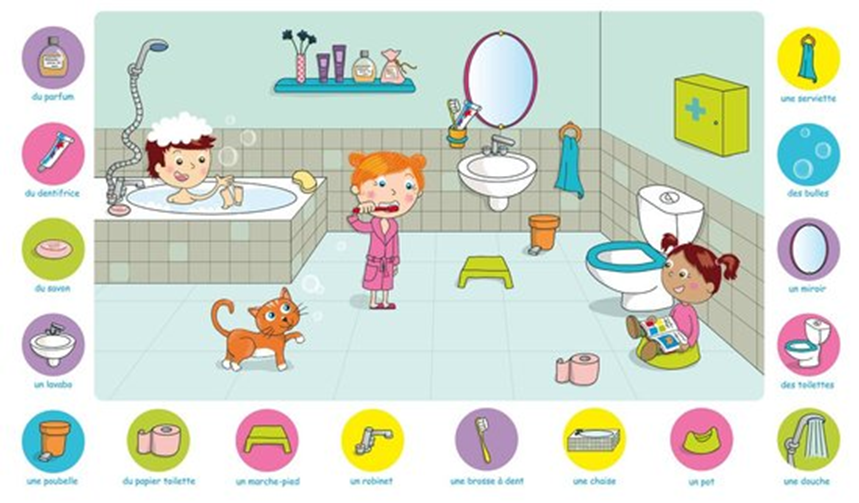 du parfum
du dentifrice
du savon
un lavabo
une poubelle
du papier toilette
un marche-pied
un robinet
une brosse à dent
une chaise
un pot
une douche
des toilettes
un miroir
des bulles
une serviette